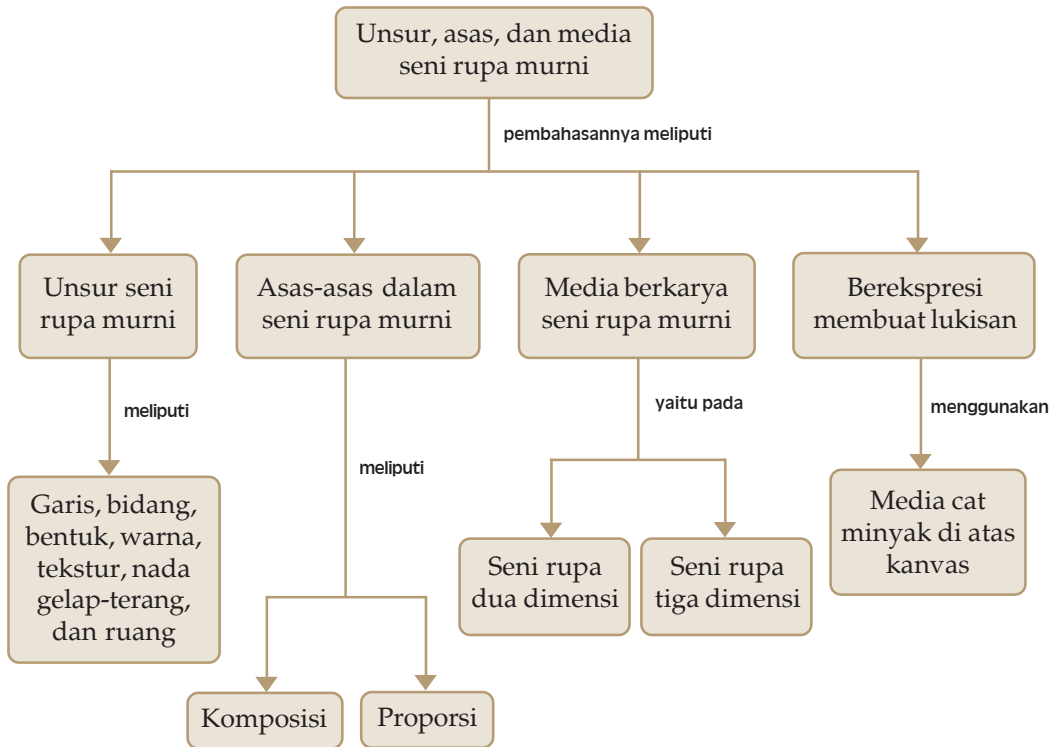 Unsur, asas, dan media
seni rupa murni
pembahasannya meliputi
Unsur seni
rupa murni
Asas-asas dalam
seni rupa murni
Media berkarya
seni rupa murni
Berekspresi
membuat lukisan
meliputi
meliputi
yaitu pada
menggunakan
Garis, bidang,
bentuk, warna,
tekstur, nada
gelap-terang,
dan ruang
Komposisi
Proporsi
Seni rupa
dua dimensi
Seni rupa
tiga dimensi
Media cat
minyak di atas
kanvas